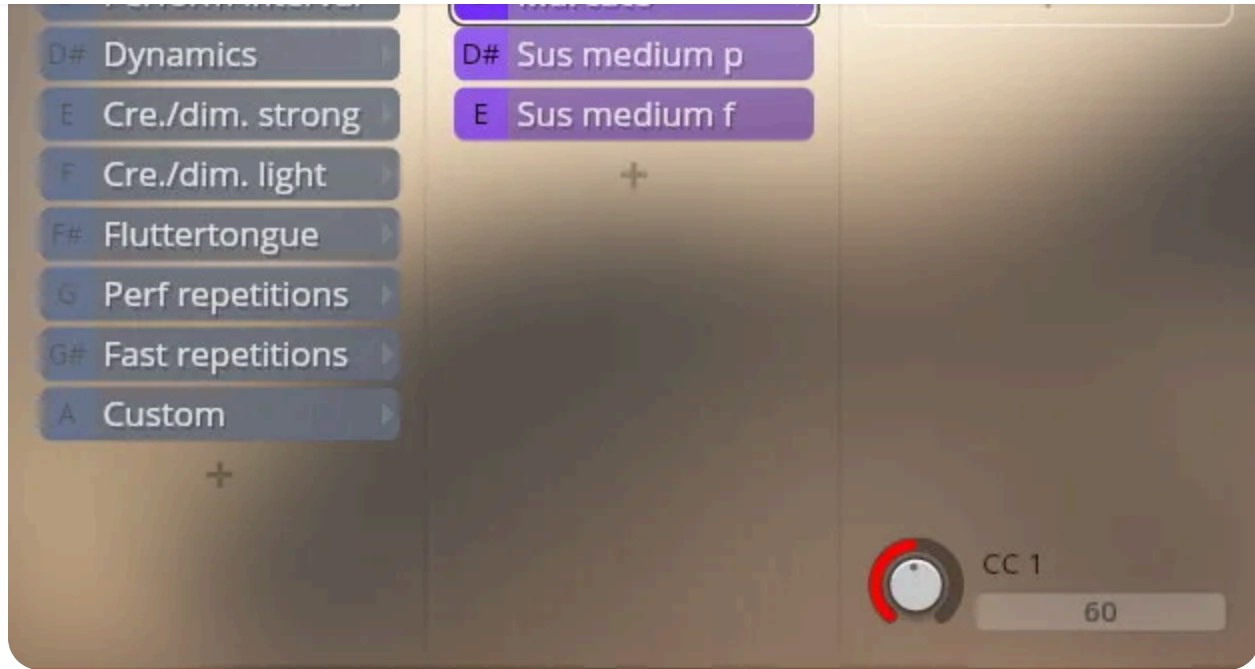 D# Dynamics
E Cre./dim. strong
F Cre./dim. light
F# Fluttertongue
G Perf repetitions
G# Fast repetitions
A Custom
+
D# Sus medium p
E Sus medium f
+
CC 1
60